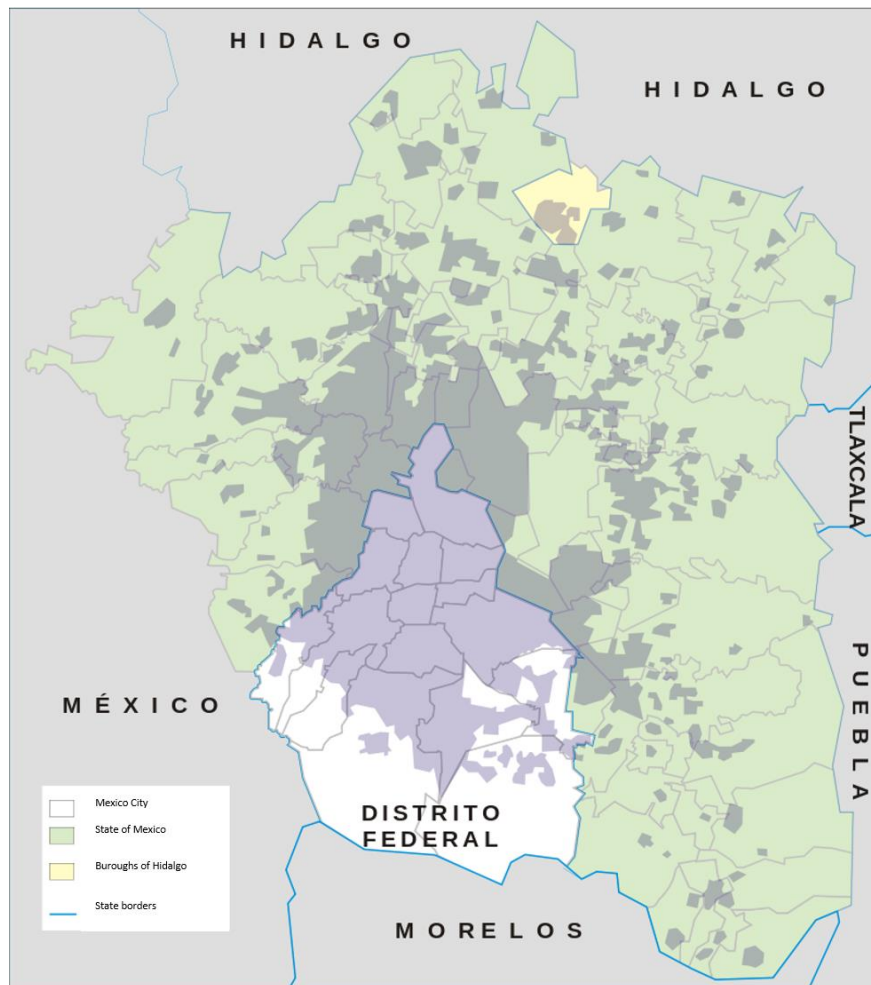 HIDALGO
HIDALGO
TLAXCALA
PUEBLA
MÉXICO
DISTRITO
FEDERAL
MORELOS
Mexico City
State of Mexico
Buroughs of Hidalgo
State borders